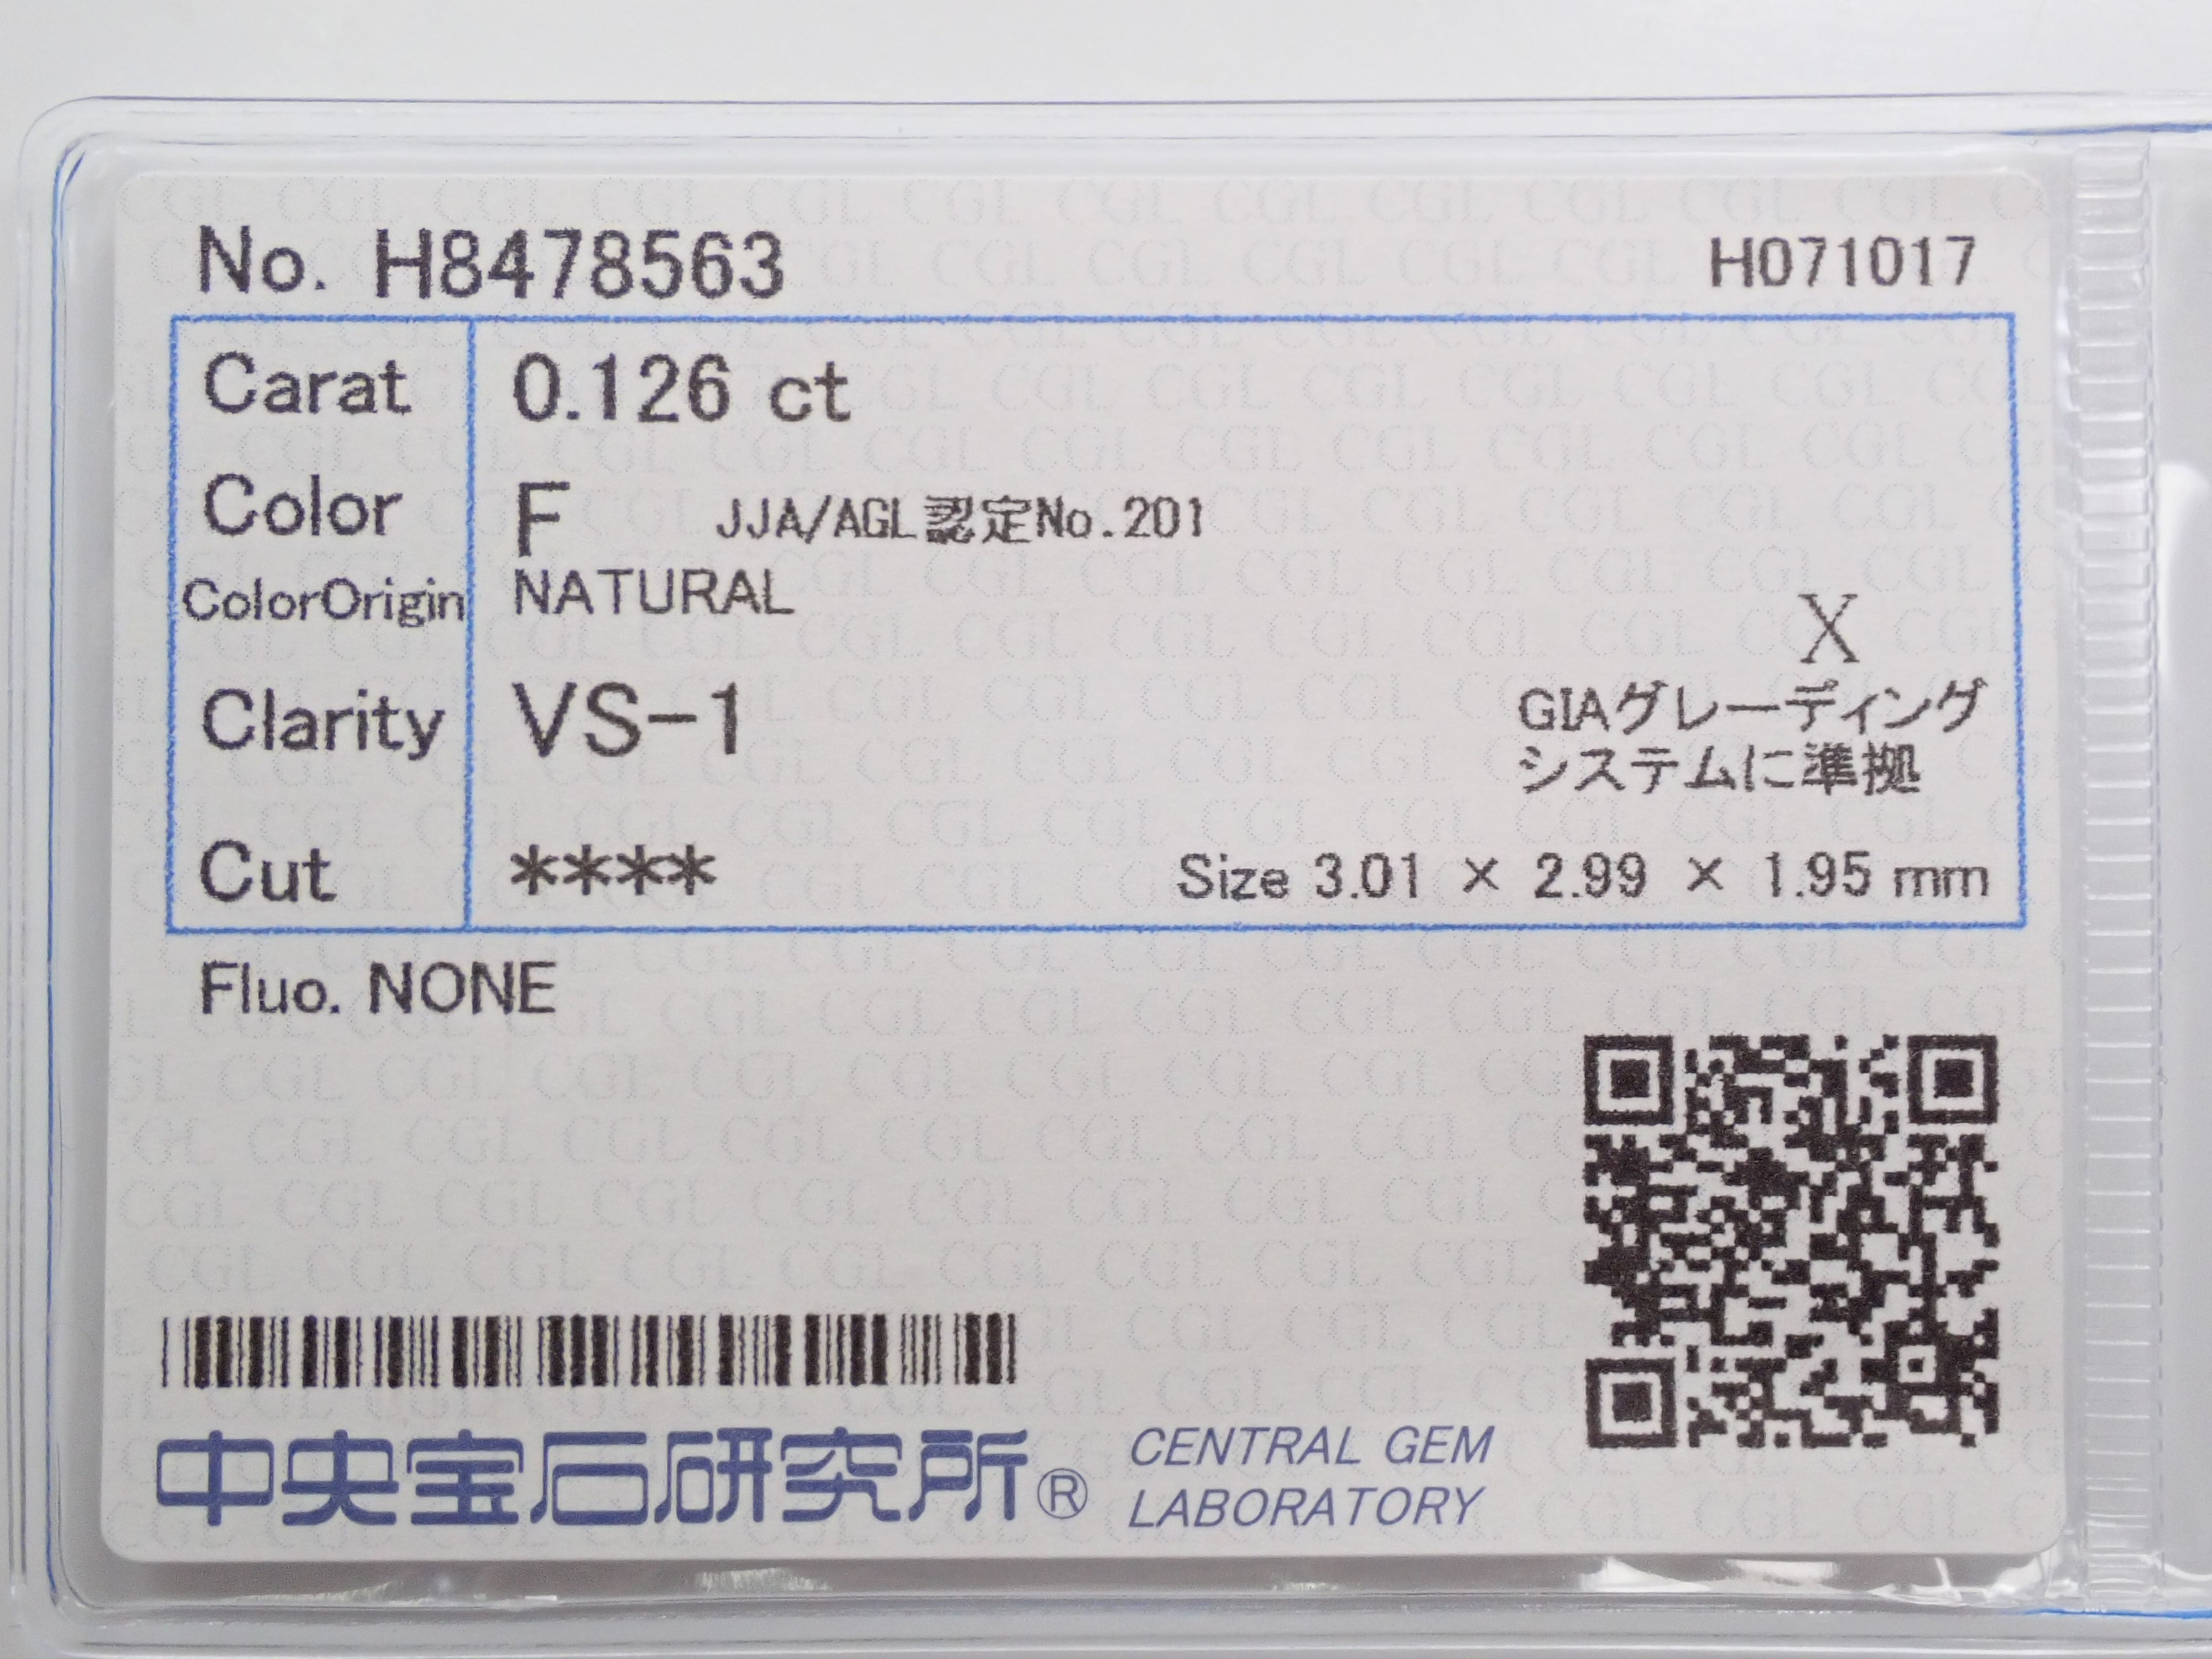 No. H8478563 H071017
Carat 0.126 ct
Color F JJA/AGL認定No.201
ColorOrigin NATURAL
X
Clarity VS-1
GIAグレーディング
システムに準拠
Cut **** Size 3.01 × 2.99 × 1.95 mm
Fluo. NONE
中央宝石研究所® CENTRAL GEM
LABORATORY